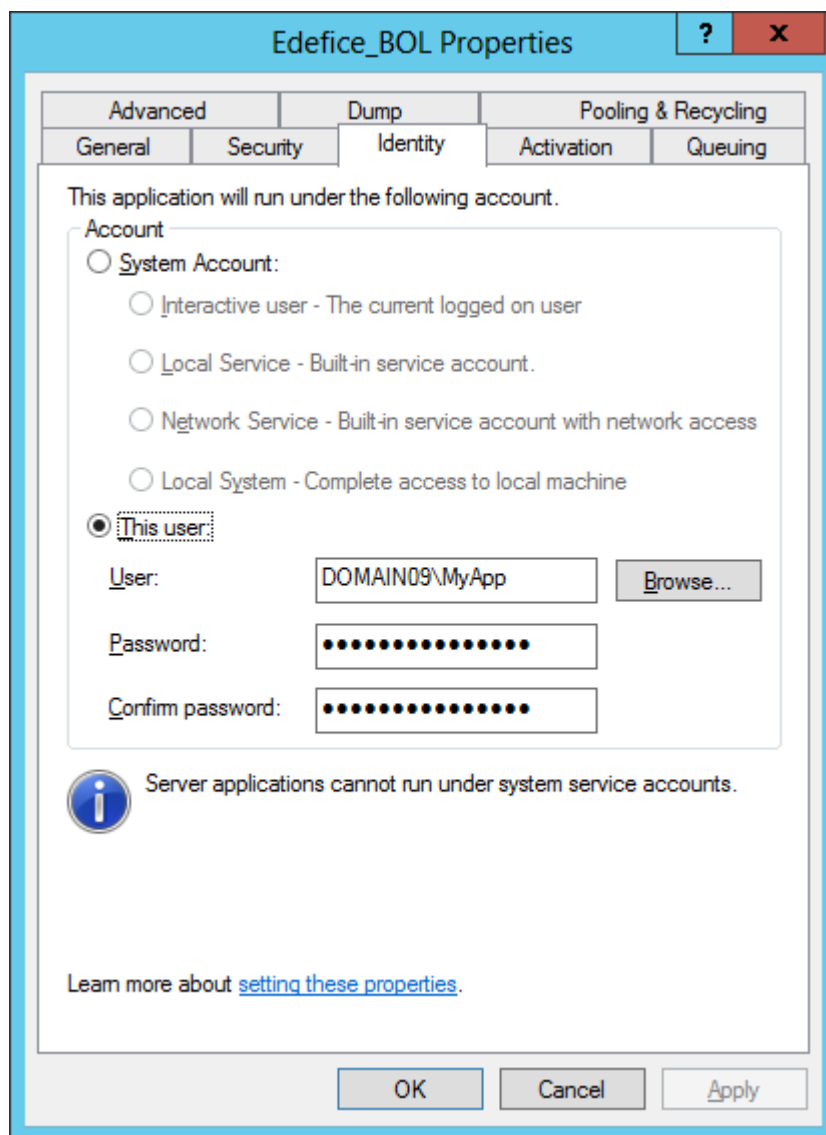 Edefice_BOL Properties
?
x
Advanced
Dump
Pooling & Recycling
General
Security
Identity
Activation
Queuing
This application will run under the following account.
Account
System Account:
Interactive user - The current logged on user
Local Service - Built-in service account.
Network Service - Built-in service account with network access
Local System - Complete access to local machine
This user:
User:
DOMAIN09\MyApp
Browse...
Password:
●●●●●●●●●●●●●●●
Confirm password:
●●●●●●●●●●●●●●●
Server applications cannot run under system service accounts.
Learn more about setting these properties.
OK
Cancel
Apply